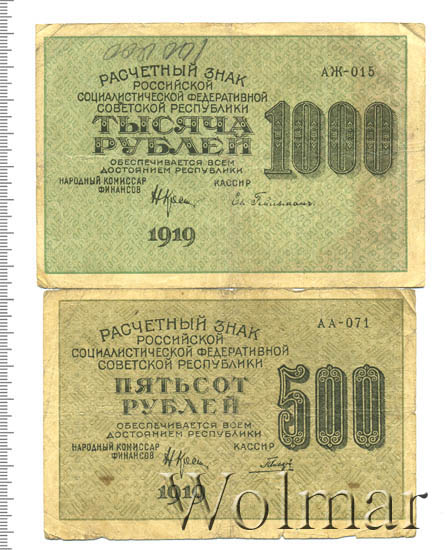 100 000
РАСЧЕТНЫЙ ЗНАК
РОССИЙСКОЙ
СОЦИАЛИСТИЧЕСКОЙ ФЕДЕРАТИВНОЙ
СОВЕТСКОЙ РЕСПУБЛИКИ
АЖ-015
ТЫСЯЧА
РУБЛЕЙ
1000
ОБЕСПЕЧИВАЕТСЯ ВСЕМ
ДОСТОЯНИЕМ РЕСПУБЛИКИ
НАРОДНЫЙ КОМИССАР
ФИНАНСОВ
КАССИР
1919
РАСЧЕТНЫЙ ЗНАК
РОССИЙСКОЙ
СОЦИАЛИСТИЧЕСКОЙ ФЕДЕРАТИВНОЙ
СОВЕТСКОЙ РЕСПУБЛИКИ
АА-071
ПЯТЬСОТ
РУБЛЕЙ
500
ОБЕСПЕЧИВАЕТСЯ ВСЕМ
ДОСТОЯНИЕМ РЕСПУБЛИКИ
НАРОДНЫЙ КОМИССАР
ФИНАНСОВ
КАССИР
1919
Wolmar